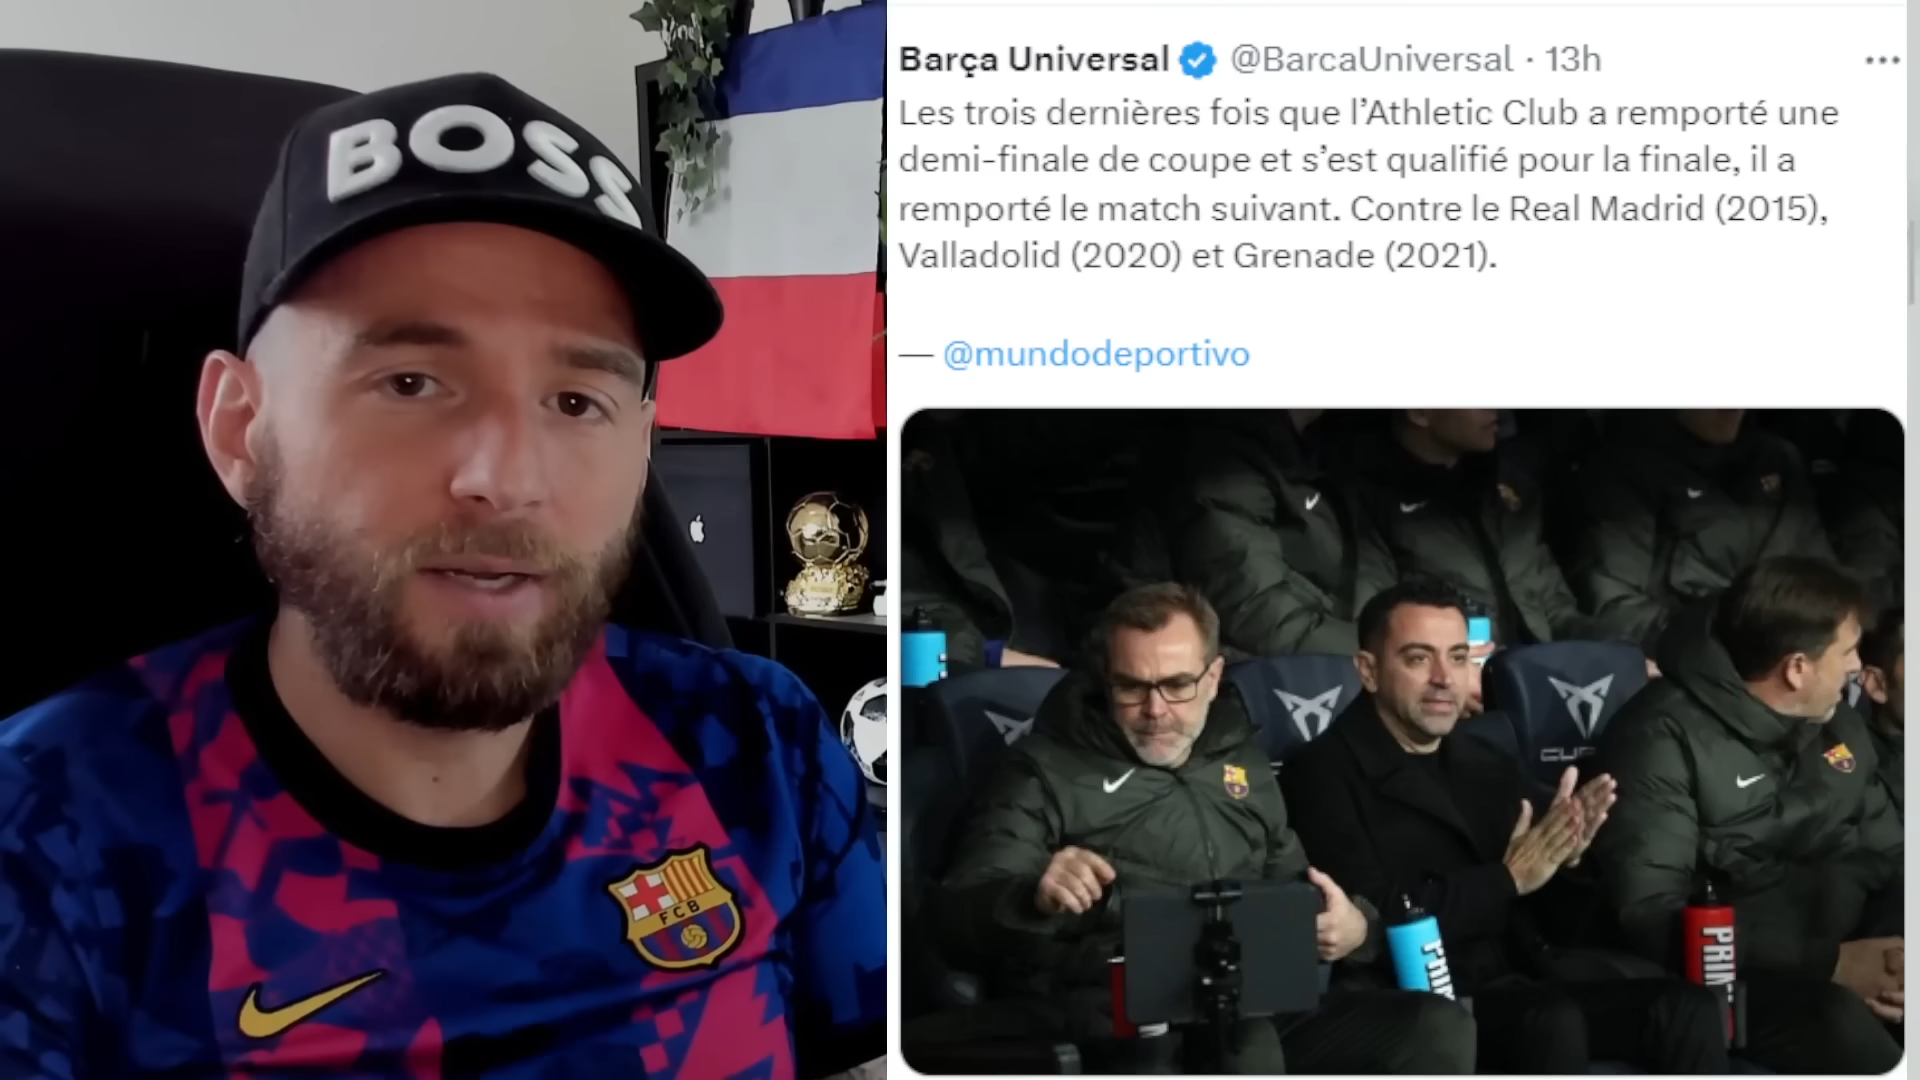 BOSS
FCB
Barça Universal @BarcaUniversal · 13h
Les trois dernières fois que l’Athletic Club a remporté une
demi-finale de coupe et s’est qualifié pour la finale, il a
remporté le match suivant. Contre le Real Madrid (2015),
Valladolid (2020) et Grenade (2021).
— @mundodeportivo
CUP
PRIM